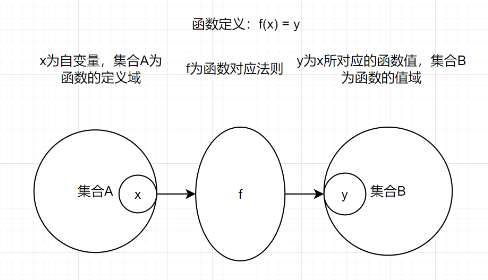 函数定义：f(x) = y
x为自变量，集合A为
函数的定义域
f为函数对应法则
y为x所对应的函数值，集合B
为函数的值域
集合A
x
f
y
集合B